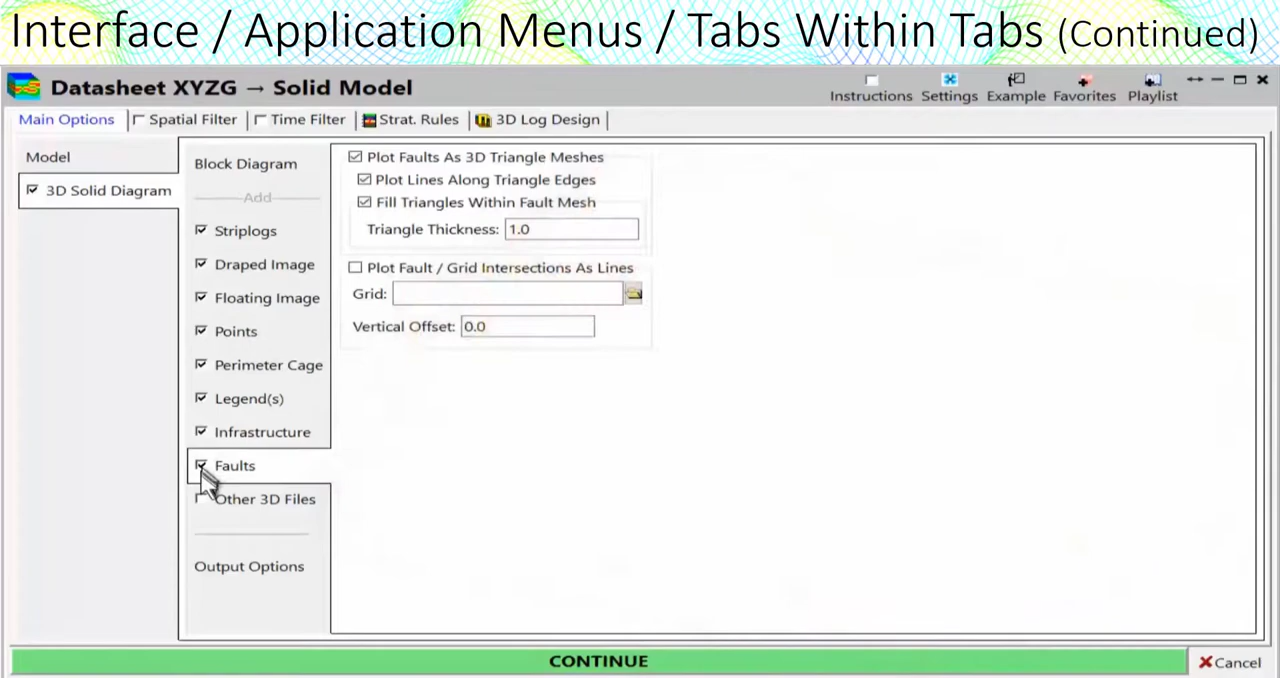 Interface / Application Menus / Tabs Within Tabs (Continued)
Datasheet XYZG → Solid Model
Instructions Settings Example Favorites Playlist
Main Options Spatial Filter Time Filter Strat. Rules 3D Log Design
Model
3D Solid Diagram
Block Diagram
Add
Striplogs
Draped Image
Floating Image
Points
Perimeter Cage
Legend(s)
Infrastructure
Faults
Other 3D Files
Output Options
Plot Faults As 3D Triangle Meshes
Plot Lines Along Triangle Edges
Fill Triangles Within Fault Mesh
Triangle Thickness: 1.0
Plot Fault / Grid Intersections As Lines
Grid:
Vertical Offset: 0.0
CONTINUE
Cancel